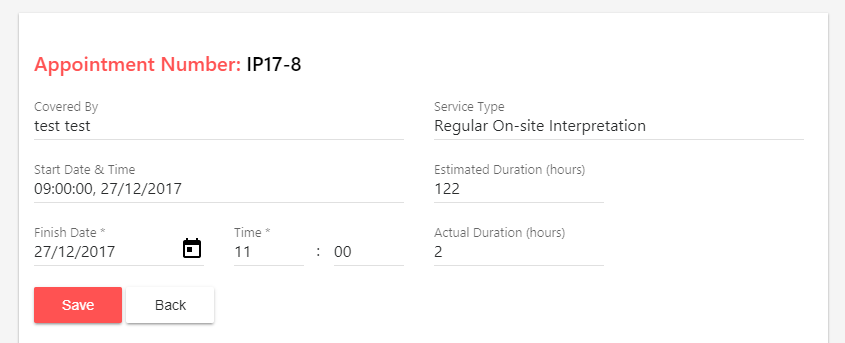 Appointment Number: IP17-8
Covered By
test test
Service Type
Regular On-site Interpretation
Start Date & Time
09:00:00, 27/12/2017
Estimated Duration (hours)
122
Finish Date *
27/12/2017
Time *
11 : 00
Actual Duration (hours)
2
Save
Back